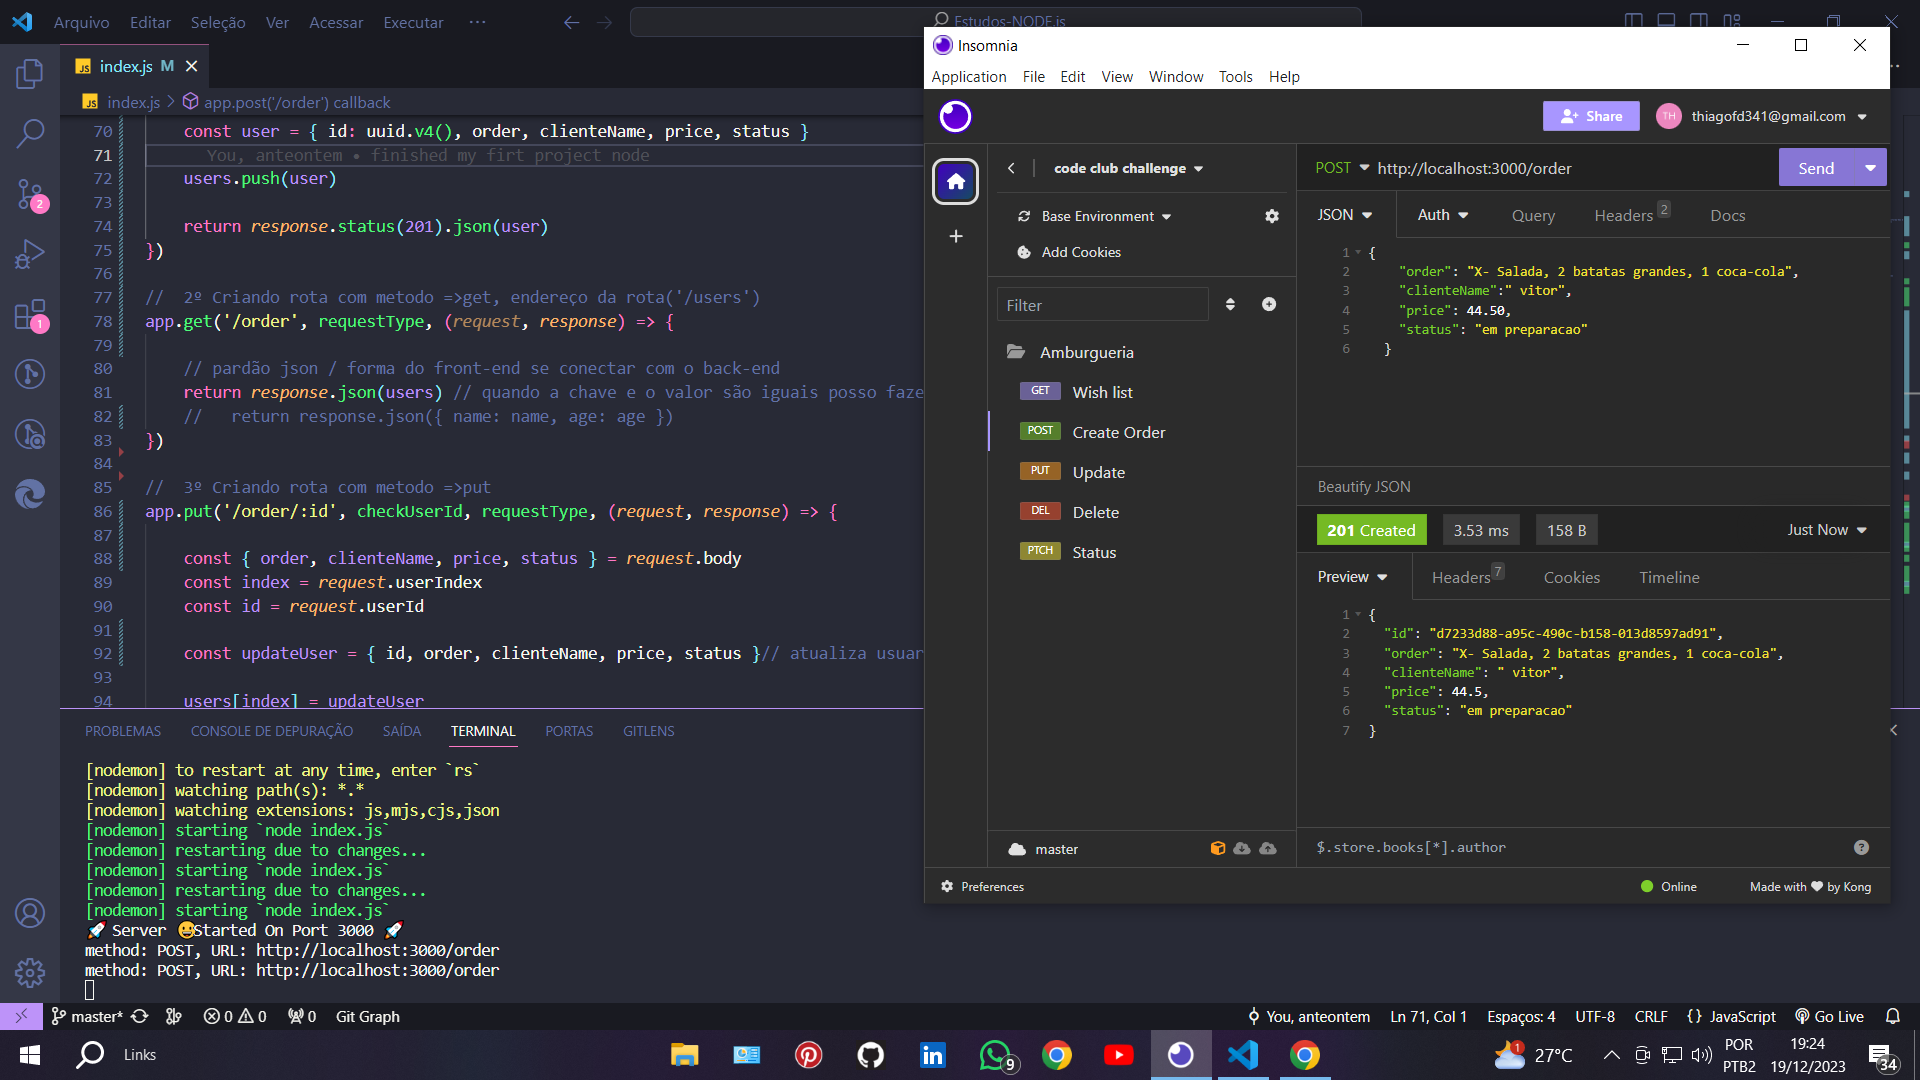 Arquivo Editar Seleção Ver Acessar Executar ···
Estudos-NODE.js
JS index.js M
JS index.js > app.post('/order') callback
70 const user = { id: uuid.v4(), order, clienteName, price, status }
71 You, anteontem • finished my firt project node
72 users.push(user)
73
74 return response.status(201).json(user)
75 })
76
77 // 2º Criando rota com metodo =>get, endereço da rota('/users')
78 app.get('/order', requestType, (request, response) => {
79
80 // pardão json / forma do front-end se conectar com o back-end
81 return response.json(users) // quando a chave e o valor são iguais posso faze
82 // return response.json({ name: name, age: age })
83 })
84
85 // 3º Criando rota com metodo =>put
86 app.put('/order/:id', checkUserId, requestType, (request, response) => {
87
88 const { order, clienteName, price, status } = request.body
89 const index = request.userIndex
90 const id = request.userId
91
92 const updateUser = { id, order, clienteName, price, status }// atualiza usuar
93
94 users[index] = updateUser
PROBLEMAS CONSOLE DE DEPURAÇÃO SAÍDA TERMINAL PORTAS GITLENS
[nodemon] to restart at any time, enter `rs`
[nodemon] watching path(s): *.*
[nodemon] watching extensions: js,mjs,cjs,json
[nodemon] starting `node index.js`
[nodemon] restarting due to changes...
[nodemon] starting `node index.js`
[nodemon] restarting due to changes...
[nodemon] starting `node index.js`
🚀 Server 😀Started On Port 3000 🚀
method: POST, URL: http://localhost:3000/order
method: POST, URL: http://localhost:3000/order
Insomnia
Application File Edit View Window Tools Help
Share TH thiagofd341@gmail.com
code club challenge
Base Environment
Add Cookies
Filter
Amburgueria
GET Wish list
POST Create Order
PUT Update
DEL Delete
PTCH Status
master
Preferences
POST http://localhost:3000/order Send
JSON Auth Query Headers 2 Docs
1 {
2 "order": "X- Salada, 2 batatas grandes, 1 coca-cola",
3 "clienteName":" vitor",
4 "price": 44.50,
5 "status": "em preparacao"
6 }
Beautify JSON
201 Created 3.53 ms 158 B Just Now
Preview Headers 7 Cookies Timeline
1 {
2 "id": "d7233d88-a95c-490c-b158-013d8597ad91",
3 "order": "X- Salada, 2 batatas grandes, 1 coca-cola",
4 "clienteName": " vitor",
5 "price": 44.5,
6 "status": "em preparacao"
7 }
$.store.books[*].author
Online Made with ❤ by Kong
2
1
master* 0 0 0 Git Graph You, anteontem Ln 71, Col 1 Espaços: 4 UTF-8 CRLF {} JavaScript Go Live
Links 9 1 27°C POR 19:24
PTB2 19/12/2023 34